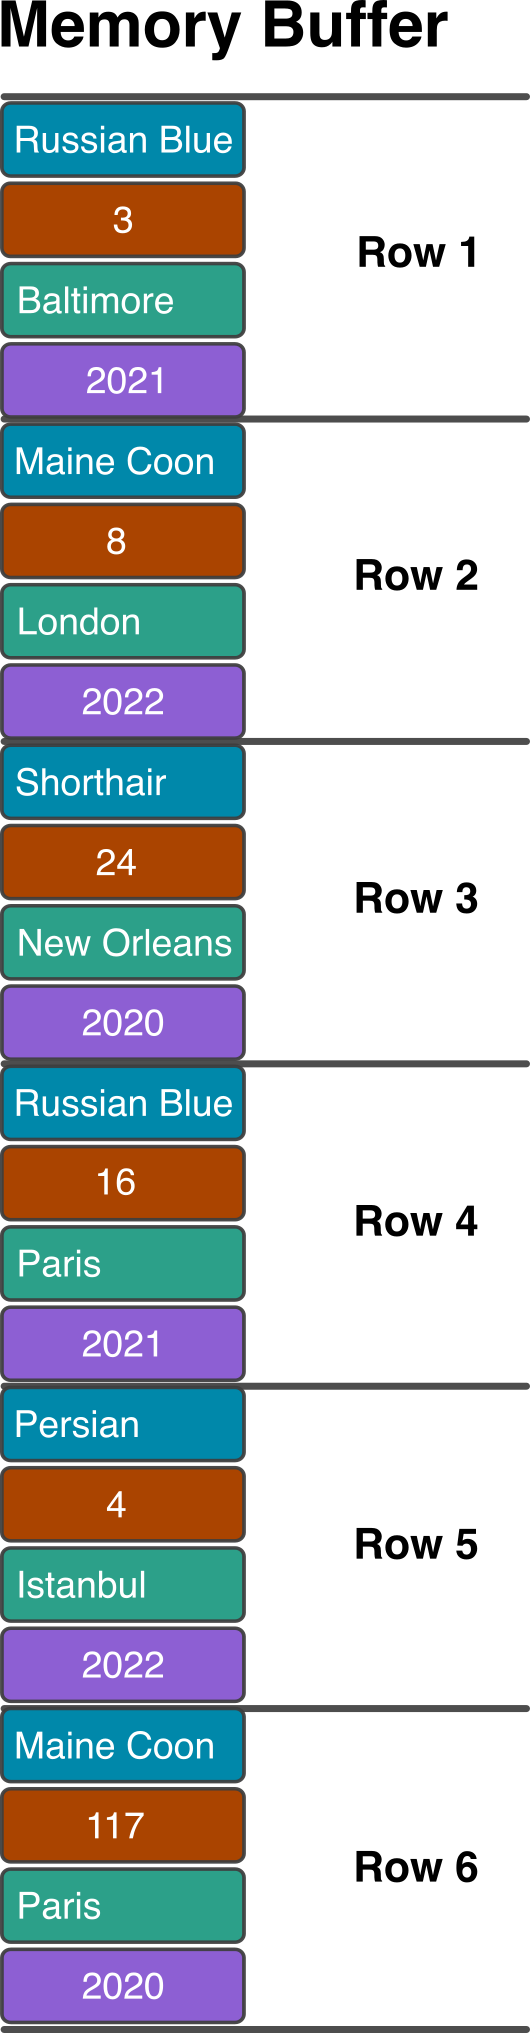 Memory Buffer
Russian Blue
3
Baltimore
2021
Row 1
Maine Coon
8
London
2022
Row 2
Shorthair
24
New Orleans
2020
Row 3
Russian Blue
16
Paris
2021
Row 4
Persian
4
Istanbul
2022
Row 5
Maine Coon
117
Paris
2020
Row 6